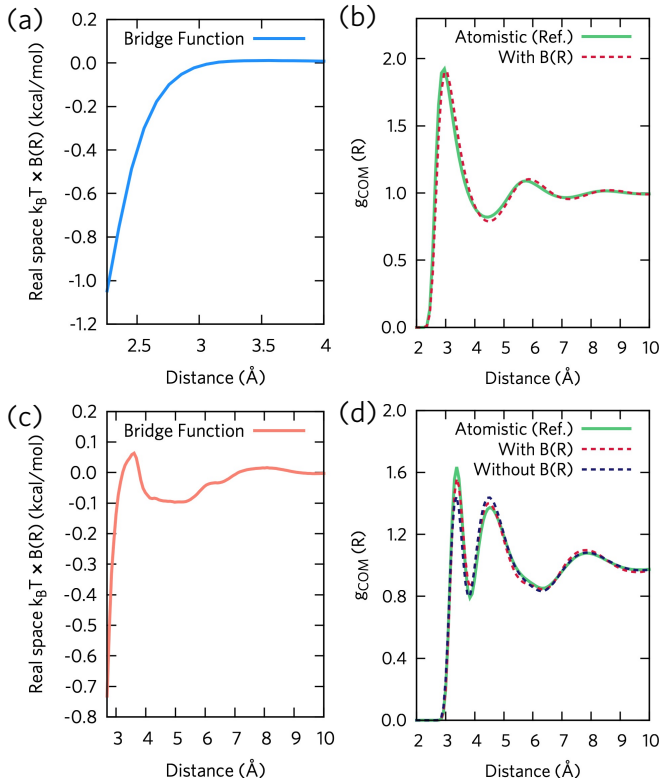 (a)
Bridge Function
Real space k_BT × B(R) (kcal/mol)
0.2
0.0
-0.2
-0.4
-0.6
-0.8
-1.0
-1.2
2.5 3 3.5 4
Distance (Å)
(b)
Atomistic (Ref.)
With B(R)
g_COM (R)
2.0
1.5
1.0
0.5
0.0
2 3 4 5 6 7 8 9 10
Distance (Å)
(c)
Bridge Function
Real space k_BT × B(R) (kcal/mol)
0.2
0.1
0.0
-0.1
-0.2
-0.3
-0.4
-0.5
-0.6
-0.7
-0.8
3 4 5 6 7 8 9 10
Distance (Å)
(d)
Atomistic (Ref.)
With B(R)
Without B(R)
g_COM (R)
2.0
1.6
1.2
0.8
0.4
0.0
2 3 4 5 6 7 8 9 10
Distance (Å)